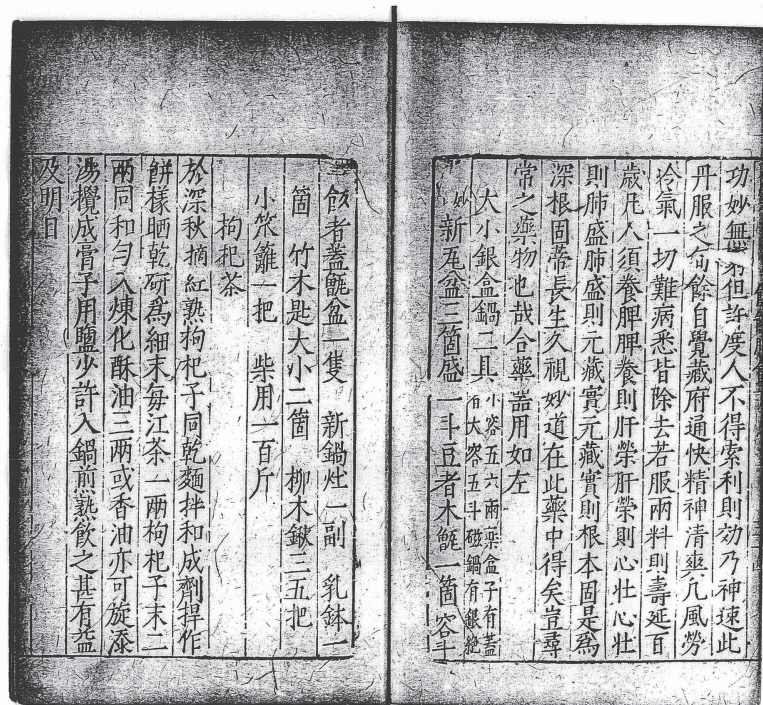 功妙無窮但許度人不得索利則効乃神速此
丹服之旬餘自覺藏府通快精神清爽凡風勞
冷氣一切難病悉皆除去若服兩料則壽延百
歲凡人須養脾脾養則肝榮肝榮則心壯心壯
則肺盛肺盛則元藏實元藏實則根本固是爲
深根固蒂長生久視妙道在此藥中得矣豈尋
常之藥物也哉合藥器用如左
大小銀盒鍋二具小容五六兩藥盒子有蓋
大容五斗磁鍋有銀絶
妙新瓦盆三箇盛一斗豆者木甑一箇容斗
飯者蓋甑盆一隻 新鍋灶一副 乳鉢一
箇 竹木匙大小二箇 柳木鍬三五把
小笊籬一把 柴用一百斤
枸杞茶
於深秋摘紅熟枸杞子同乾麵拌和成劑捍作
餅樣晒乾研爲細末每江茶一兩枸杞子末二
兩同和勻入煉化酥油三兩或香油亦可旋添
湯攪成膏子用鹽少許入鍋煎熟飲之甚有益
及明目